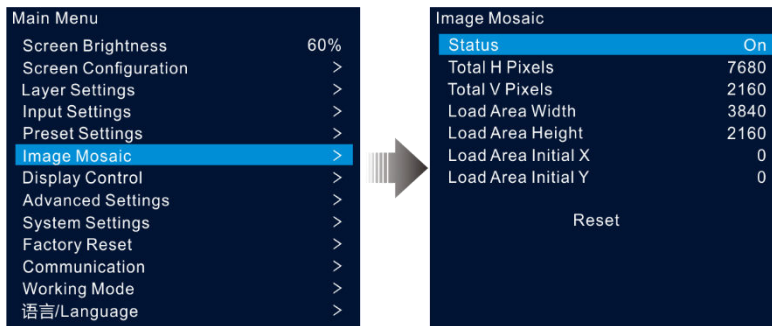 Main Menu
Screen Brightness 60%
Screen Configuration >
Layer Settings >
Input Settings >
Preset Settings >
Image Mosaic >
Display Control >
Advanced Settings >
System Settings >
Factory Reset >
Communication >
Working Mode >
语言/Language >
Image Mosaic
Status On
Total H Pixels 7680
Total V Pixels 2160
Load Area Width 3840
Load Area Height 2160
Load Area Initial X 0
Load Area Initial Y 0
Reset